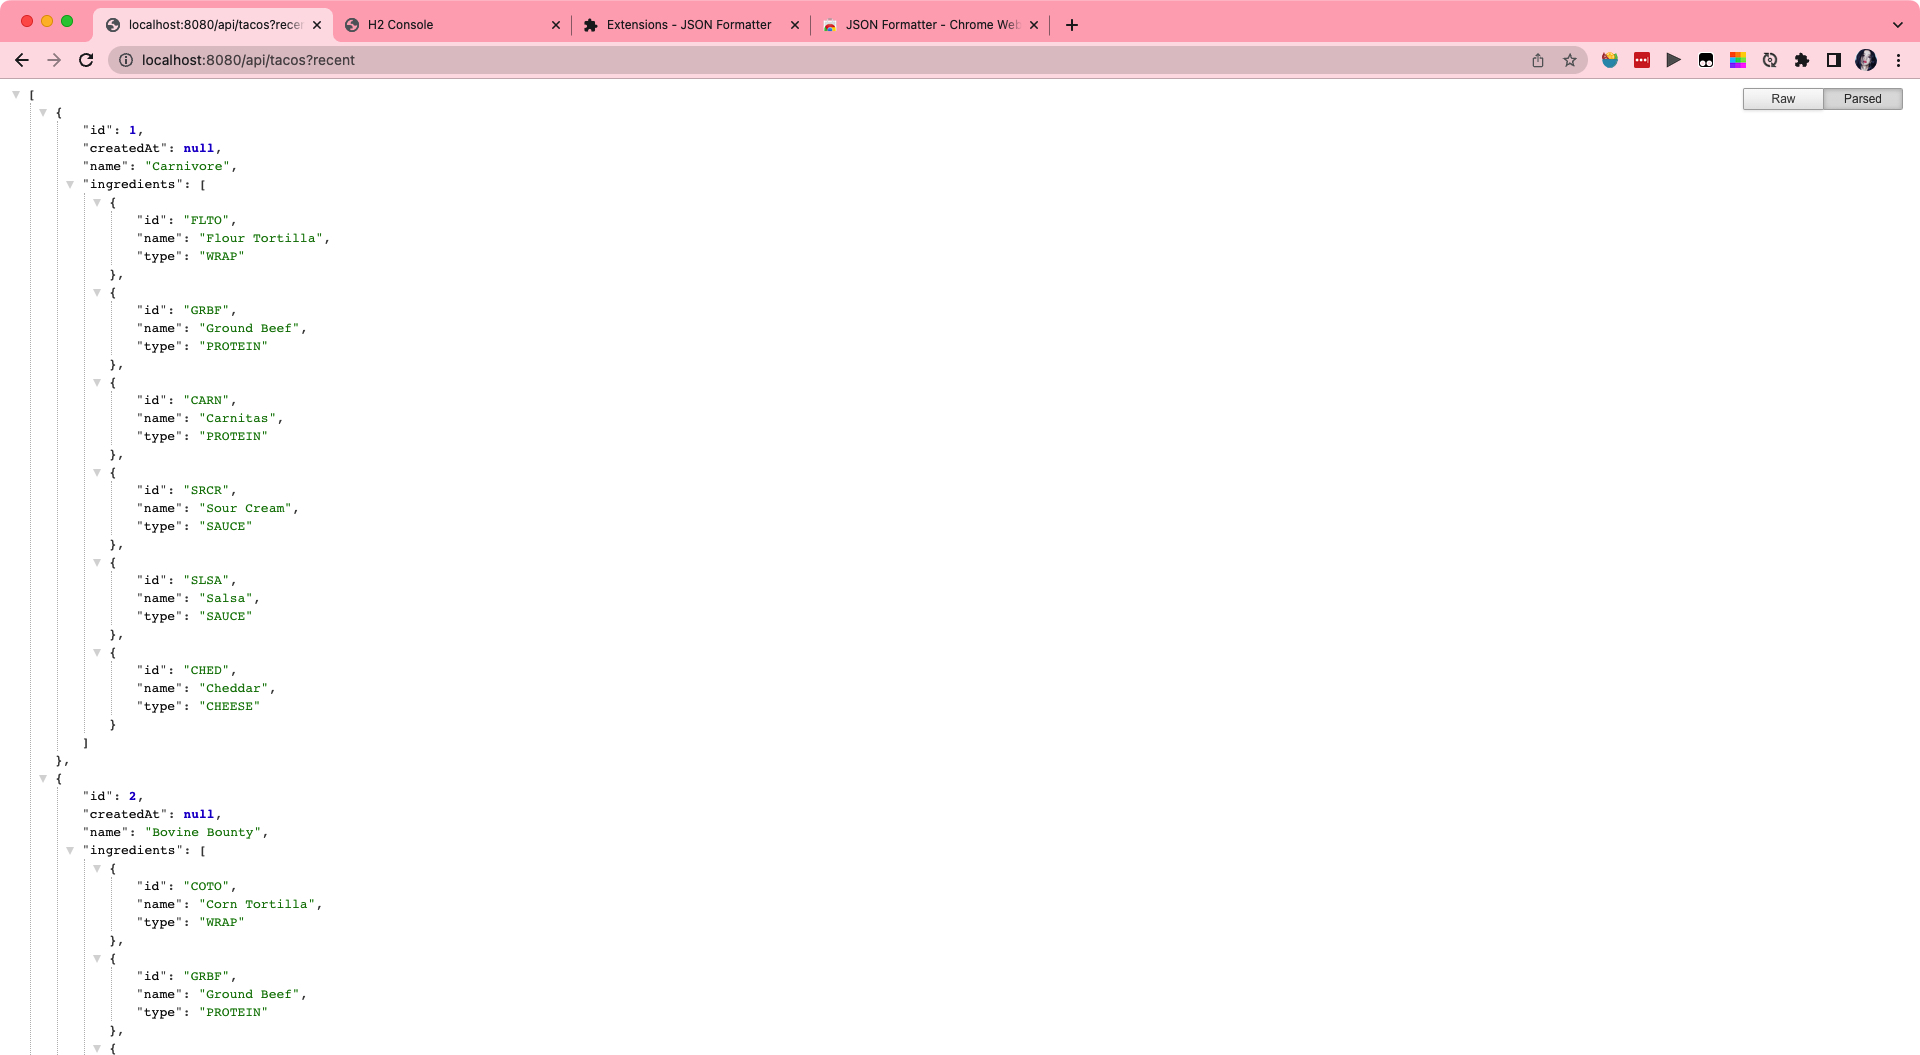 localhost:8080/api/tacos?recen
H2 Console
Extensions - JSON Formatter
JSON Formatter - Chrome Web
localhost:8080/api/tacos?recent
Raw
Parsed
[
{
"id": 1,
"createdAt": null,
"name": "Carnivore",
"ingredients": [
{
"id": "FLTO",
"name": "Flour Tortilla",
"type": "WRAP"
},
{
"id": "GRBF",
"name": "Ground Beef",
"type": "PROTEIN"
},
{
"id": "CARN",
"name": "Carnitas",
"type": "PROTEIN"
},
{
"id": "SRCR",
"name": "Sour Cream",
"type": "SAUCE"
},
{
"id": "SLSA",
"name": "Salsa",
"type": "SAUCE"
},
{
"id": "CHED",
"name": "Cheddar",
"type": "CHEESE"
}
]
},
{
"id": 2,
"createdAt": null,
"name": "Bovine Bounty",
"ingredients": [
{
"id": "COTO",
"name": "Corn Tortilla",
"type": "WRAP"
},
{
"id": "GRBF",
"name": "Ground Beef",
"type": "PROTEIN"
},
{